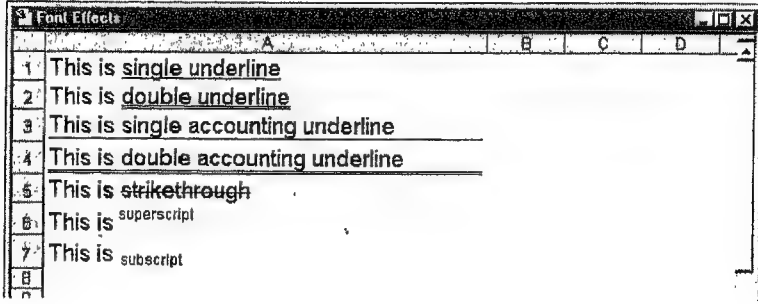 Font Effects
A B C D
1 This is single underline
2 This is double underline
3 This is single accounting underline
4 This is double accounting underline
5 This is strikethrough
6 This is superscript
7 This is subscript
8